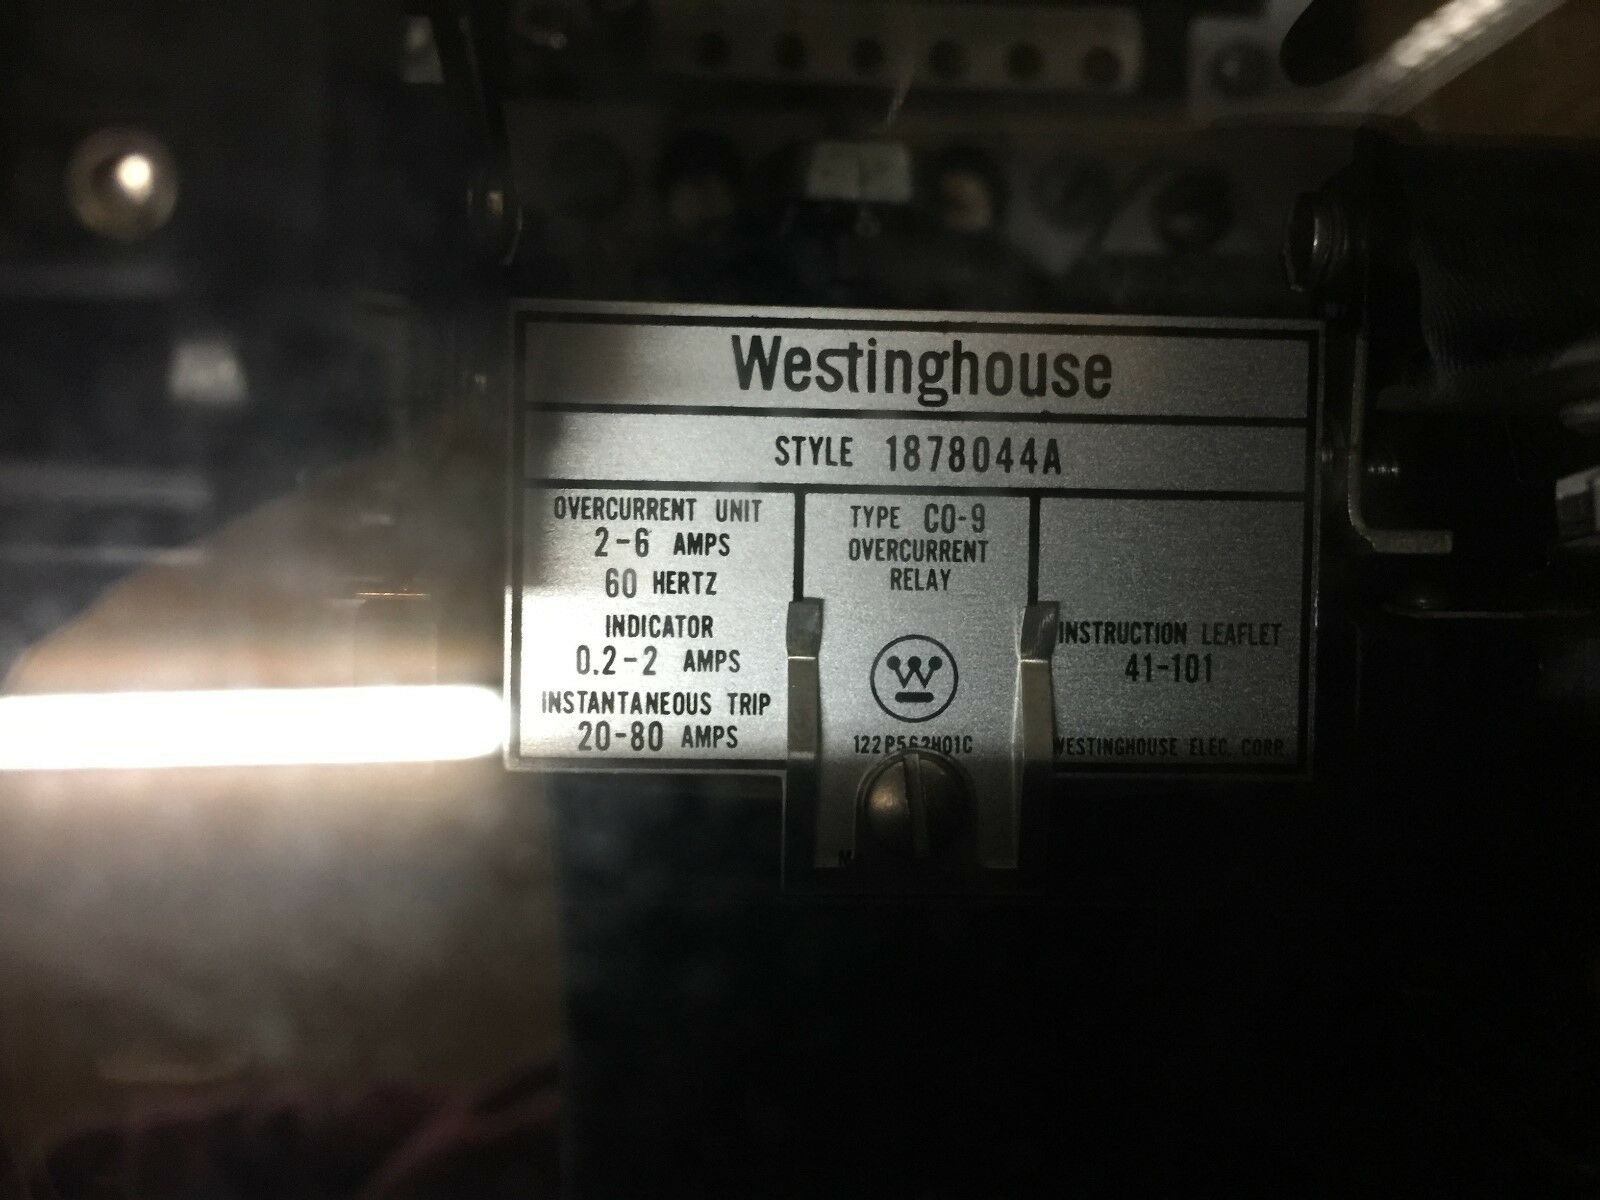 Westinghouse
STYLE 1878044A
OVERCURRENT UNIT
2-6 AMPS
60 HERTZ
INDICATOR
0.2-2 AMPS
INSTANTANEOUS TRIP
20-80 AMPS
TYPE CO-9
OVERCURRENT
RELAY
W
122P562H01C
INSTRUCTION LEAFLET
41-101
WESTINGHOUSE ELEC. CORP.